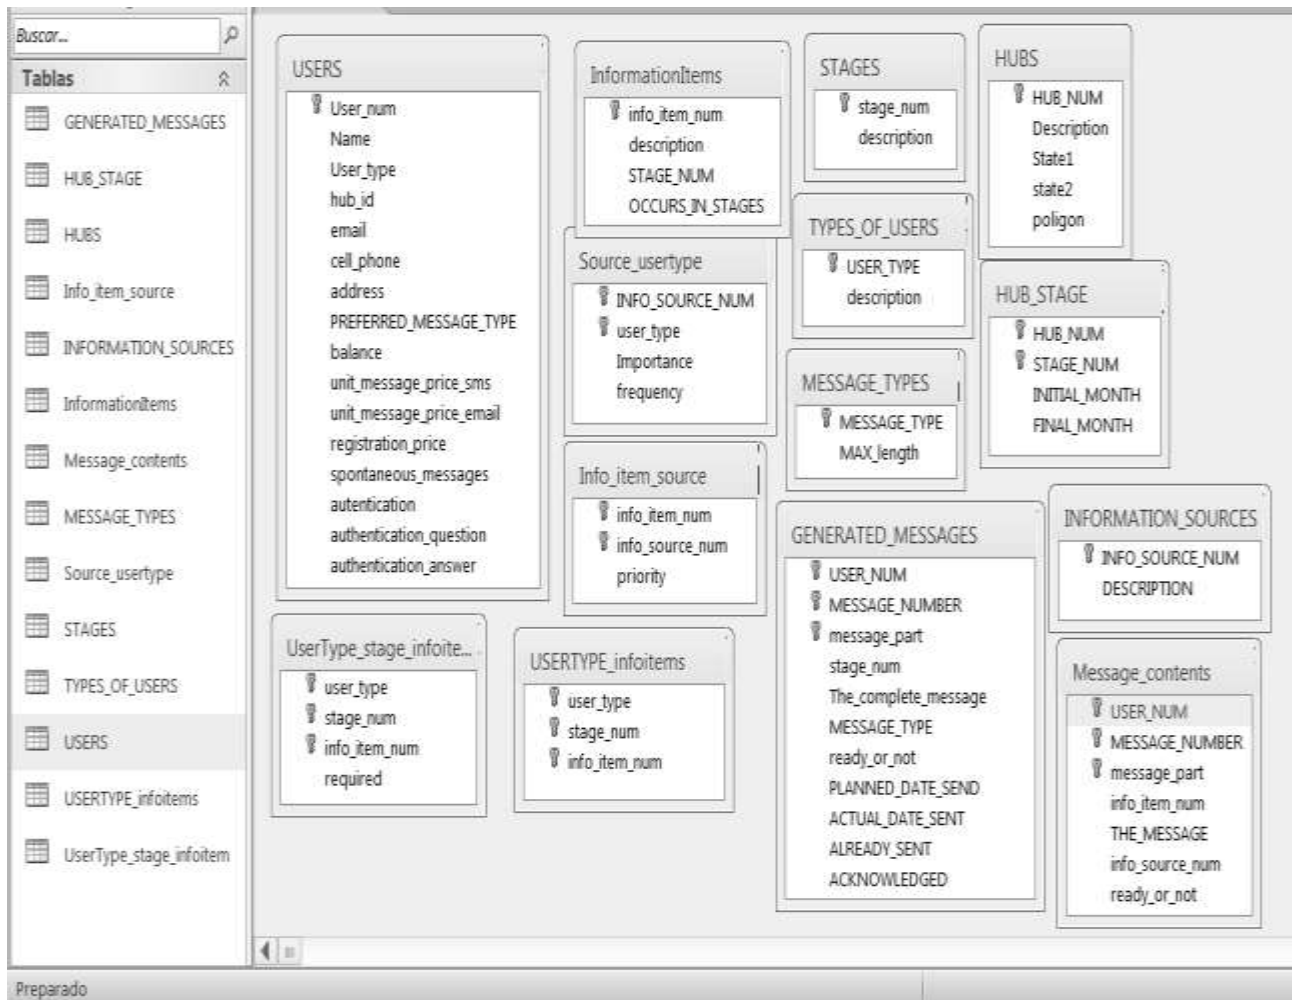 Buscar...
Tablas
GENERATED_MESSAGES
HUB_STAGE
HUBS
Info_item_source
INFORMATION_SOURCES
InformationItems
Message_contents
MESSAGE_TYPES
Source_usertype
STAGES
TYPES_OF_USERS
USERS
USERTYPE_infoitems
UserType_stage_infoitem
USERS
User_num
Name
User_type
hub_id
email
cell_phone
address
PREFERRED_MESSAGE_TYPE
balance
unit_message_price_sms
unit_message_price_email
registration_price
spontaneous_messages
autentication
authentication_question
authentication_answer
InformationItems
info_item_num
description
STAGE_NUM
OCCURS_IN_STAGES
STAGES
stage_num
description
HUBS
HUB_NUM
Description
State1
state2
poligon
Source_usertype
INFO_SOURCE_NUM
user_type
Importance
frequency
TYPES_OF_USERS
USER_TYPE
description
HUB_STAGE
HUB_NUM
STAGE_NUM
INITIAL_MONTH
FINAL_MONTH
MESSAGE_TYPES
MESSAGE_TYPE
MAX_length
Info_item_source
info_item_num
info_source_num
priority
GENERATED_MESSAGES
USER_NUM
MESSAGE_NUMBER
message_part
stage_num
The_complete_message
MESSAGE_TYPE
ready_or_not
PLANNED_DATE_SEND
ACTUAL_DATE_SENT
ALREADY_SENT
ACKNOWLEDGED
INFORMATION_SOURCES
INFO_SOURCE_NUM
DESCRIPTION
UserType_stage_infoite...
user_type
stage_num
info_item_num
required
USERTYPE_infoitems
user_type
stage_num
info_item_num
Message_contents
USER_NUM
MESSAGE_NUMBER
message_part
info_item_num
THE_MESSAGE
info_source_num
ready_or_not
Preparado